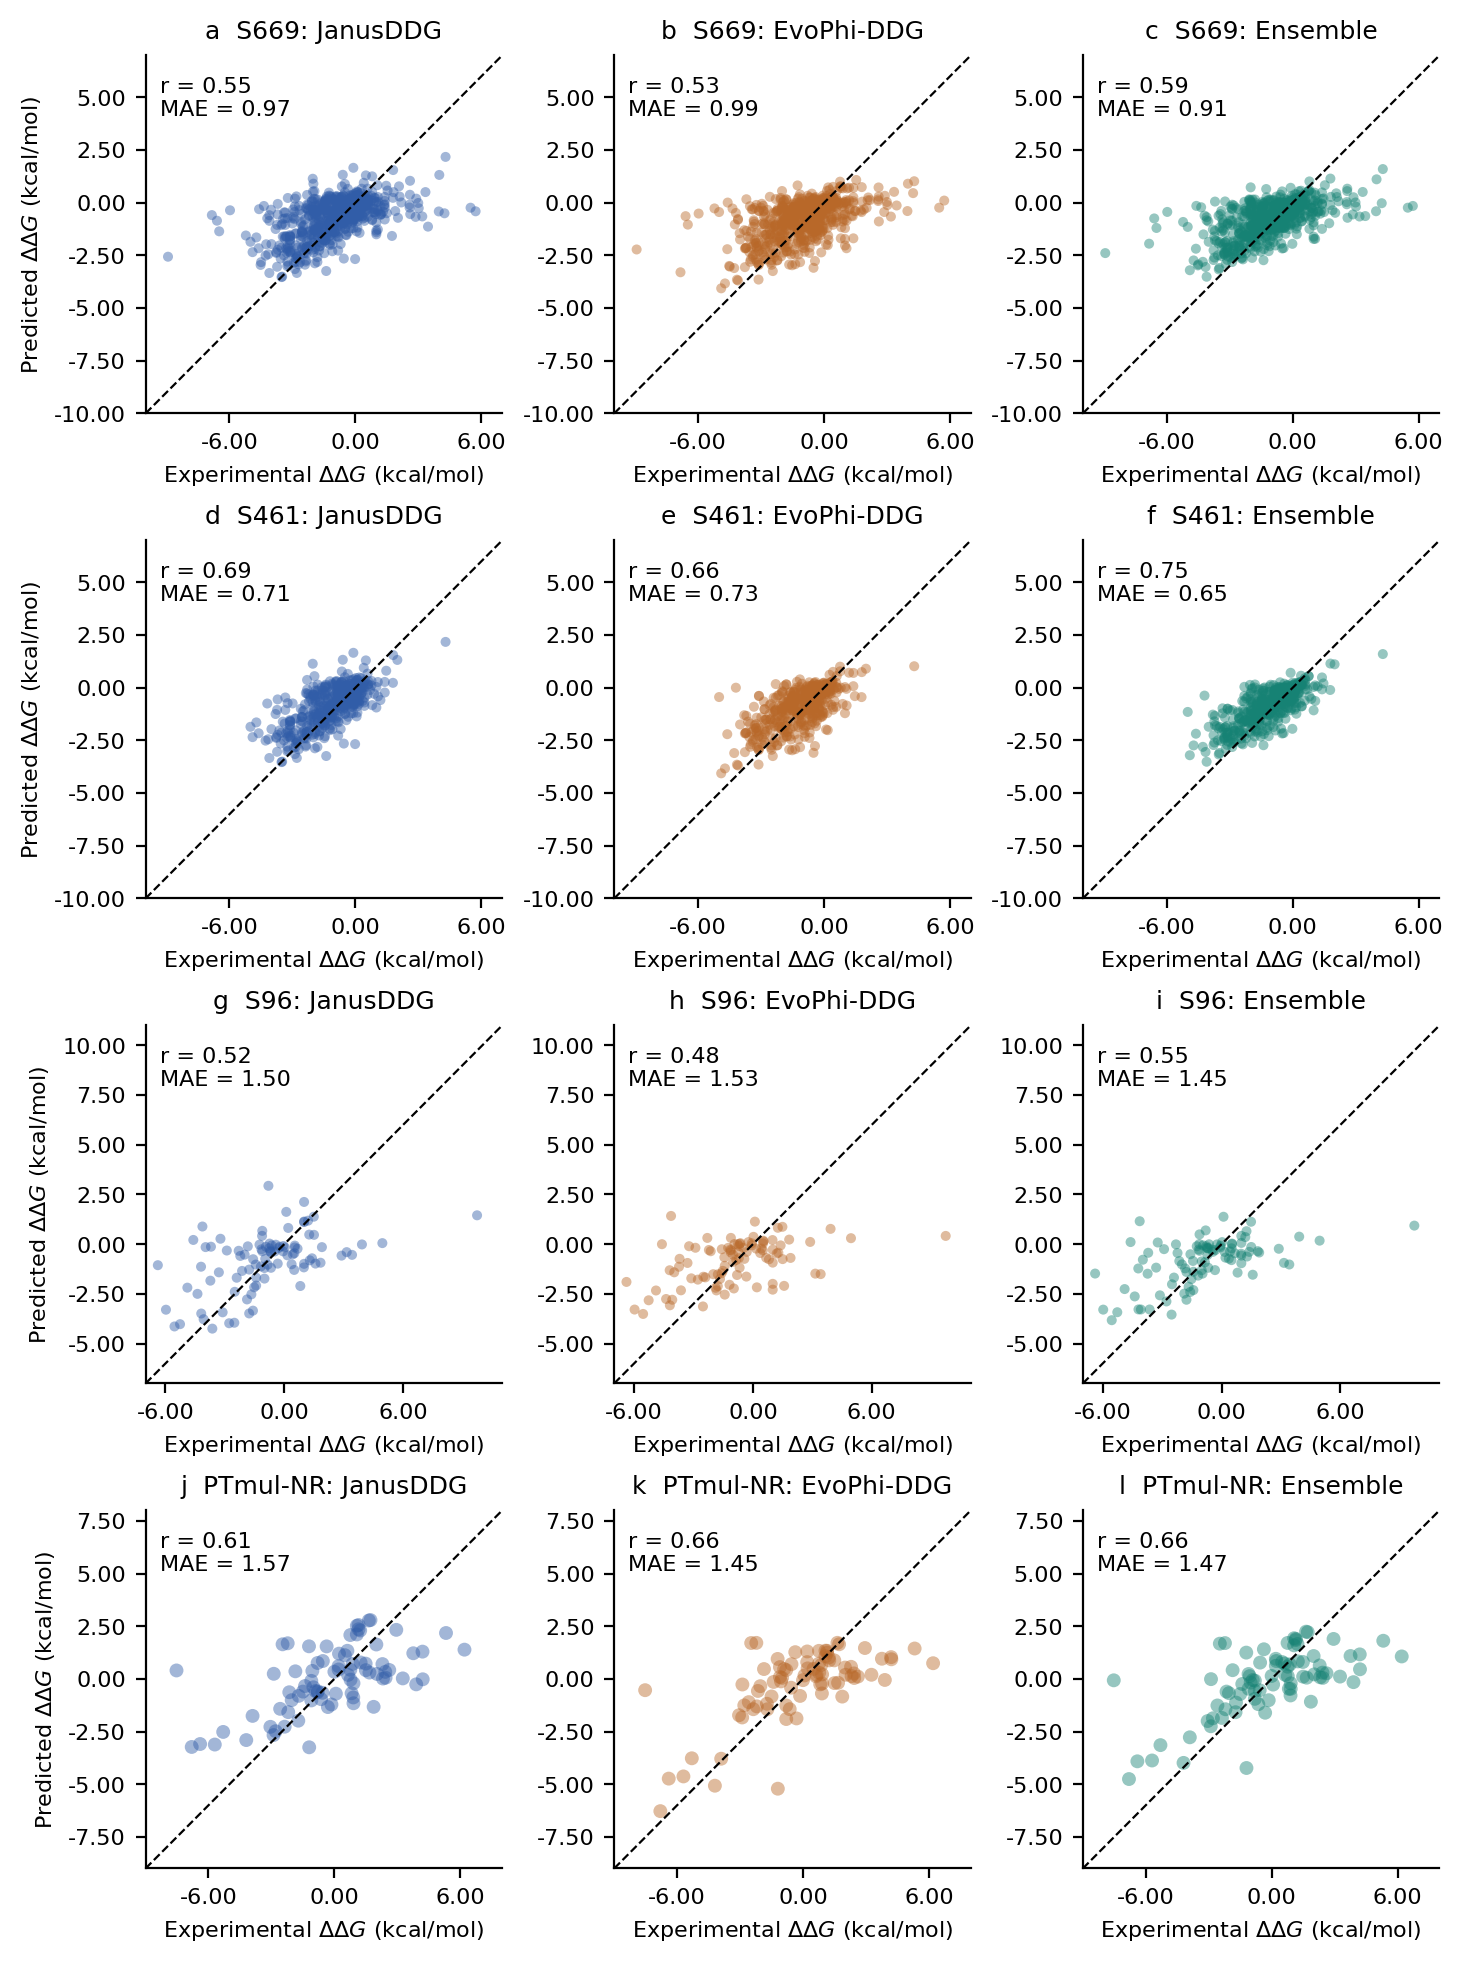 a  S669: JanusDDG
r = 0.55
MAE = 0.97
Predicted ΔΔG (kcal/mol)
5.00
2.50
0.00
-2.50
-5.00
-7.50
-10.00
-6.00 0.00 6.00
Experimental ΔΔG (kcal/mol)
b  S669: EvoPhi-DDG
r = 0.53
MAE = 0.99
5.00
2.50
0.00
-2.50
-5.00
-7.50
-10.00
-6.00 0.00 6.00
Experimental ΔΔG (kcal/mol)
c  S669: Ensemble
r = 0.59
MAE = 0.91
5.00
2.50
0.00
-2.50
-5.00
-7.50
-10.00
-6.00 0.00 6.00
Experimental ΔΔG (kcal/mol)
d  S461: JanusDDG
r = 0.69
MAE = 0.71
Predicted ΔΔG (kcal/mol)
5.00
2.50
0.00
-2.50
-5.00
-7.50
-10.00
-6.00 0.00 6.00
Experimental ΔΔG (kcal/mol)
e  S461: EvoPhi-DDG
r = 0.66
MAE = 0.73
5.00
2.50
0.00
-2.50
-5.00
-7.50
-10.00
-6.00 0.00 6.00
Experimental ΔΔG (kcal/mol)
f  S461: Ensemble
r = 0.75
MAE = 0.65
5.00
2.50
0.00
-2.50
-5.00
-7.50
-10.00
-6.00 0.00 6.00
Experimental ΔΔG (kcal/mol)
g  S96: JanusDDG
r = 0.52
MAE = 1.50
Predicted ΔΔG (kcal/mol)
10.00
7.50
5.00
2.50
0.00
-2.50
-5.00
-6.00 0.00 6.00
Experimental ΔΔG (kcal/mol)
h  S96: EvoPhi-DDG
r = 0.48
MAE = 1.53
10.00
7.50
5.00
2.50
0.00
-2.50
-5.00
-6.00 0.00 6.00
Experimental ΔΔG (kcal/mol)
i  S96: Ensemble
r = 0.55
MAE = 1.45
10.00
7.50
5.00
2.50
0.00
-2.50
-5.00
-6.00 0.00 6.00
Experimental ΔΔG (kcal/mol)
j  PTmul-NR: JanusDDG
r = 0.61
MAE = 1.57
Predicted ΔΔG (kcal/mol)
7.50
5.00
2.50
0.00
-2.50
-5.00
-7.50
-6.00 0.00 6.00
Experimental ΔΔG (kcal/mol)
k  PTmul-NR: EvoPhi-DDG
r = 0.66
MAE = 1.45
7.50
5.00
2.50
0.00
-2.50
-5.00
-7.50
-6.00 0.00 6.00
Experimental ΔΔG (kcal/mol)
l  PTmul-NR: Ensemble
r = 0.66
MAE = 1.47
7.50
5.00
2.50
0.00
-2.50
-5.00
-7.50
-6.00 0.00 6.00
Experimental ΔΔG (kcal/mol)